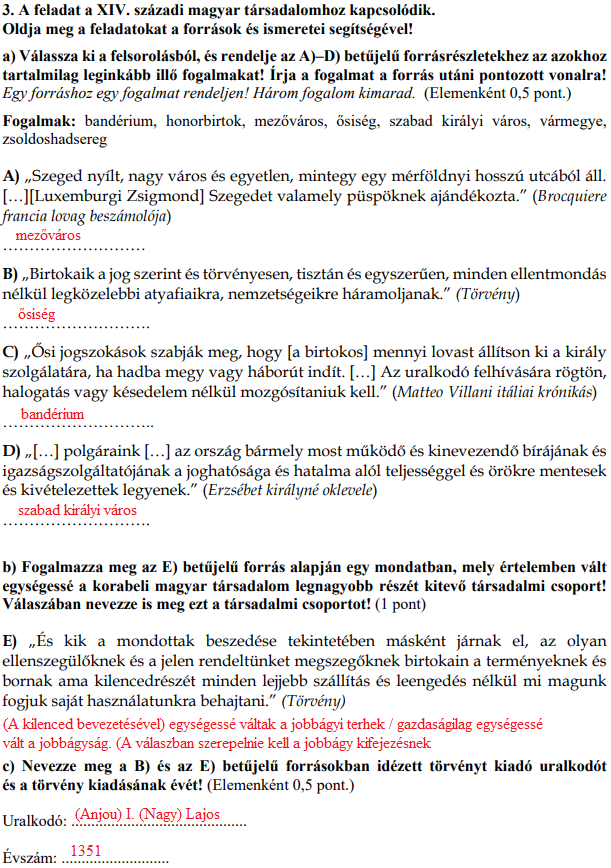 3. A feladat a XIV. századi magyar társadalomhoz kapcsolódik.
Oldja meg a feladatokat a források és ismeretei segítségével!
a) Válassza ki a felsorolásból, és rendelje az A)–D) betűjelű forrásrészletekhez az azokhoz
tartalmilag leginkább illő fogalmakat! Írja a fogalmat a forrás utáni pontozott vonalra!
Egy forráshoz egy fogalmat rendeljen! Három fogalom kimarad. (Elemenként 0,5 pont.)
Fogalmak: bandérium, honorbirtok, mezőváros, ősiség, szabad királyi város, vármegye,
zsoldoshadsereg
A) „Szeged nyílt, nagy város és egyetlen, mintegy egy mérföldnyi hosszú utcából áll.
[…][Luxemburgi Zsigmond] Szegedet valamely püspöknek ajándékozta.” (Brocquiere
francia lovag beszámolója)
mezőváros
………………………
B) „Birtokaik a jog szerint és törvényesen, tisztán és egyszerűen, minden ellentmondás
nélkül legközelebbi atyafiaikra, nemzetségeikre háramoljanak.” (Törvény)
ősiség
……………………….
C) „Ősi jogszokások szabják meg, hogy [a birtokos] mennyi lovast állítson ki a király
szolgálatára, ha hadba megy vagy háborút indít. […] Az uralkodó felhívására rögtön,
halogatás vagy késedelem nélkül mozgósítaniuk kell.” (Matteo Villani itáliai krónikás)
bandérium
………………………..
D) „[…] polgáraink […] az ország bármely most működő és kinevezendő bírájának és
igazságszolgáltatójának a joghatósága és hatalma alól teljességgel és örökre mentesek
és kivételezettek legyenek.” (Erzsébet királyné oklevele)
szabad királyi város
……………………….
b) Fogalmazza meg az E) betűjelű forrás alapján egy mondatban, mely értelemben vált
egységessé a korabeli magyar társadalom legnagyobb részét kitevő társadalmi csoport!
Válaszában nevezze is meg ezt a társadalmi csoportot! (1 pont)
E) „És kik a mondottak beszedése tekintetében másként járnak el, az olyan
ellenszegülőknek és a jelen rendeltünket megszegőknek birtokain a terményeknek és
bornak ama kilencedrészét minden lejjebb szállítás és leengedés nélkül mi magunk
fogjuk saját használatunkra behajtani.” (Törvény)
(A kilenced bevezetésével) egységessé váltak a jobbágyi terhek / gazdaságilag egységessé
vált a jobbágyság. (A válaszban szerepelnie kell a jobbágy kifejezésnek
c) Nevezze meg a B) és az E) betűjelű forrásokban idézett törvényt kiadó uralkodót
és a törvény kiadásának évét! (Elemenként 0,5 pont.)
Uralkodó: (Anjou) I. (Nagy) Lajos
Évszám: 1351